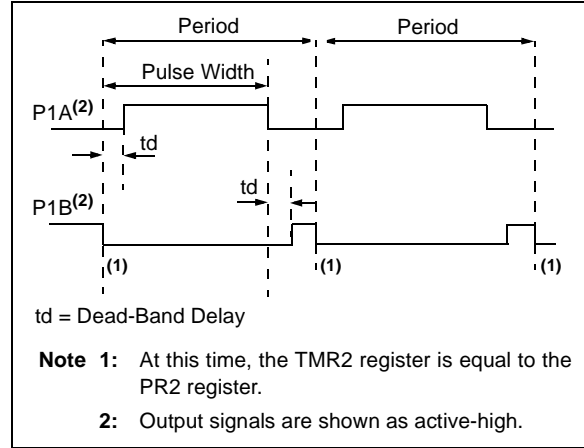 Period
Period
Pulse Width
P1A(2)
td
td
P1B(2)
(1)
(1)
(1)
td = Dead-Band Delay
Note 1: At this time, the TMR2 register is equal to the
PR2 register.
2: Output signals are shown as active-high.